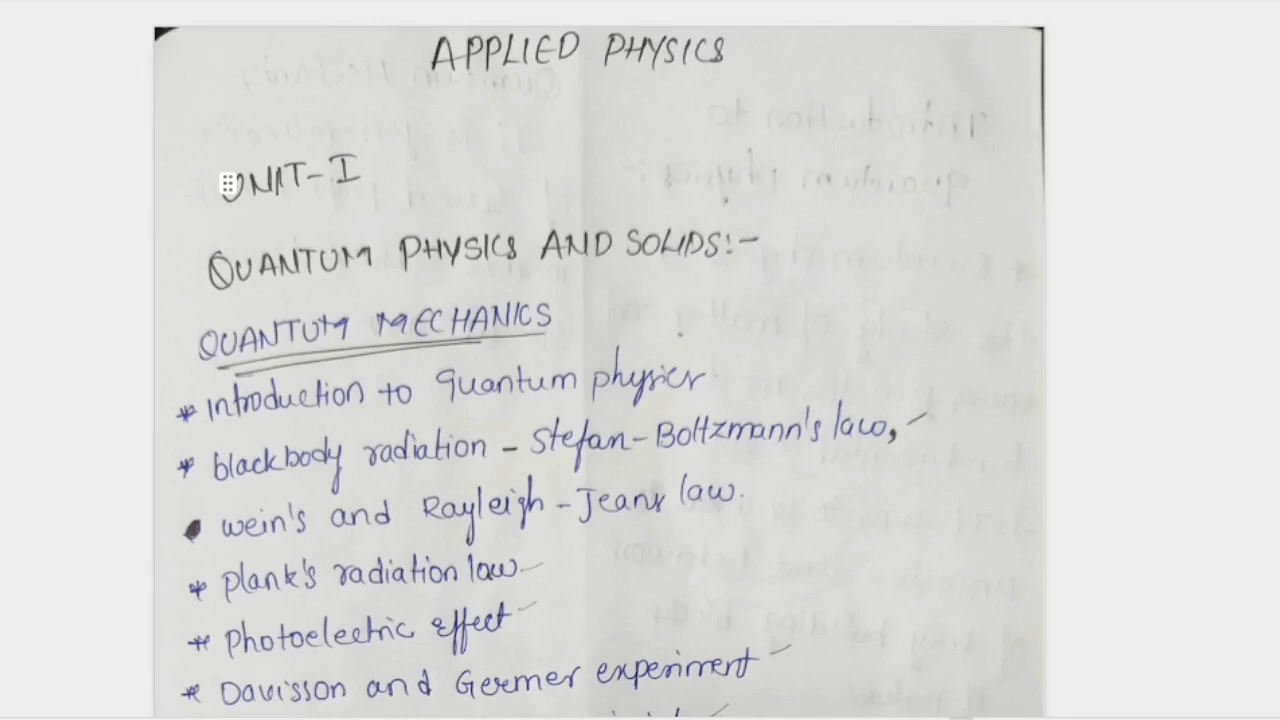 APPLIED PHYSICS
UNIT-I
QUANTUM PHYSICS AND SOLIDS:-
QUANTUM MECHANICS
* introduction to quantum physics
* blackbody radiation - Stefan-Boltzmann's law,
wein's and Rayleigh-Jeans law.
* plank's radiation law
* photoelectric effect
* Davisson and Germer experiment